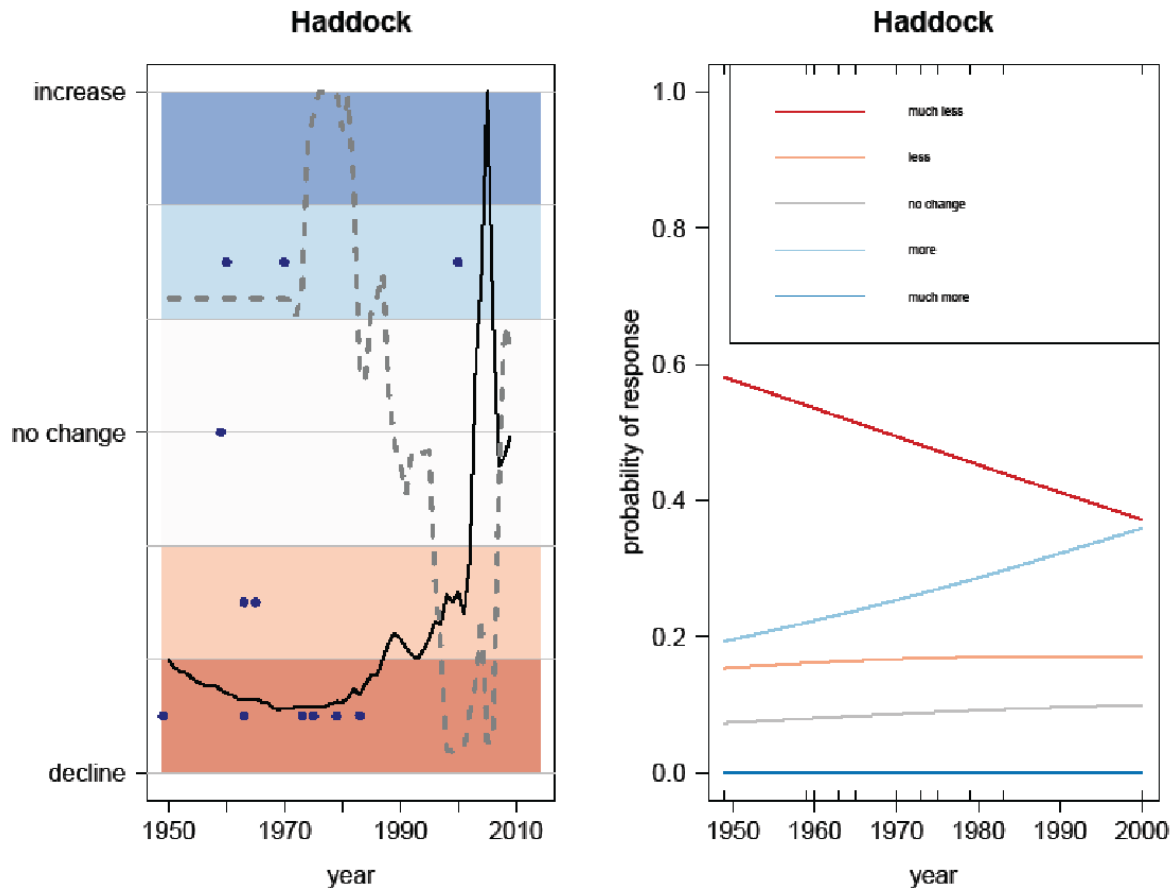 Haddock
increase
no change
decline
1950
1970
1990
2010
year
Haddock
probability of response
1.0
0.8
0.6
0.4
0.2
0.0
much less
less
no change
more
much more
1950
1960
1970
1980
1990
2000
year